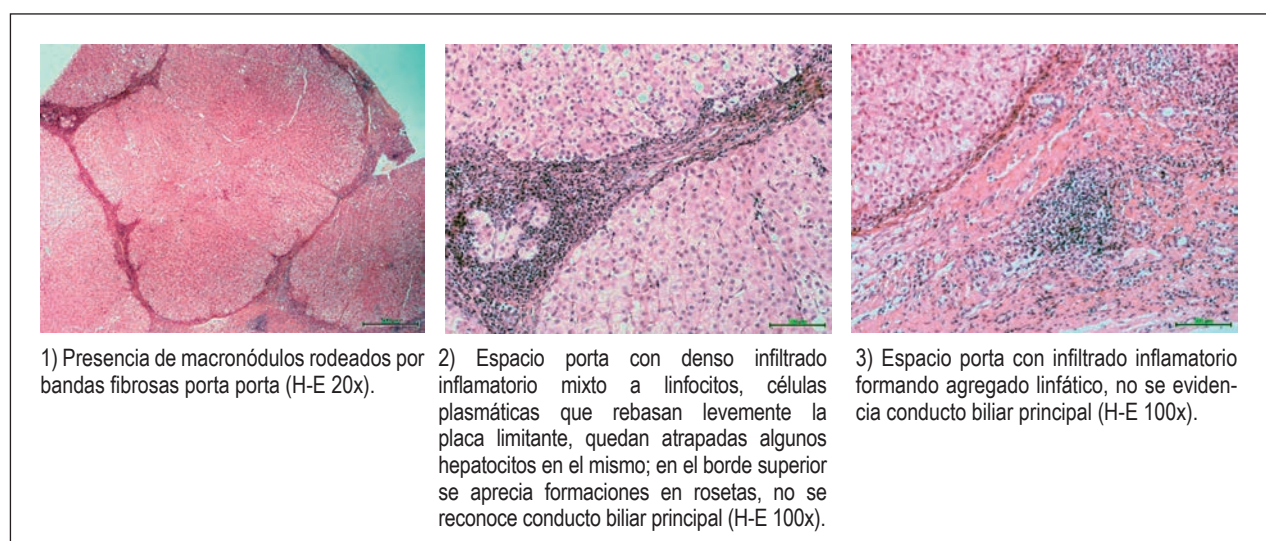 1) Presencia de macronódulos rodeados por
bandas fibrosas porta porta (H-E 20x).
2) Espacio porta con denso infiltrado
inflamatorio mixto a linfocitos, células
plasmáticas que rebasan levemente la
placa limitante, quedan atrapadas algunos
hepatocitos en el mismo; en el borde superior
se aprecia formaciones en rosetas, no se
reconoce conducto biliar principal (H-E 100x).
3) Espacio porta con infiltrado inflamatorio
formando agregado linfático, no se eviden-
cia conducto biliar principal (H-E 100x).